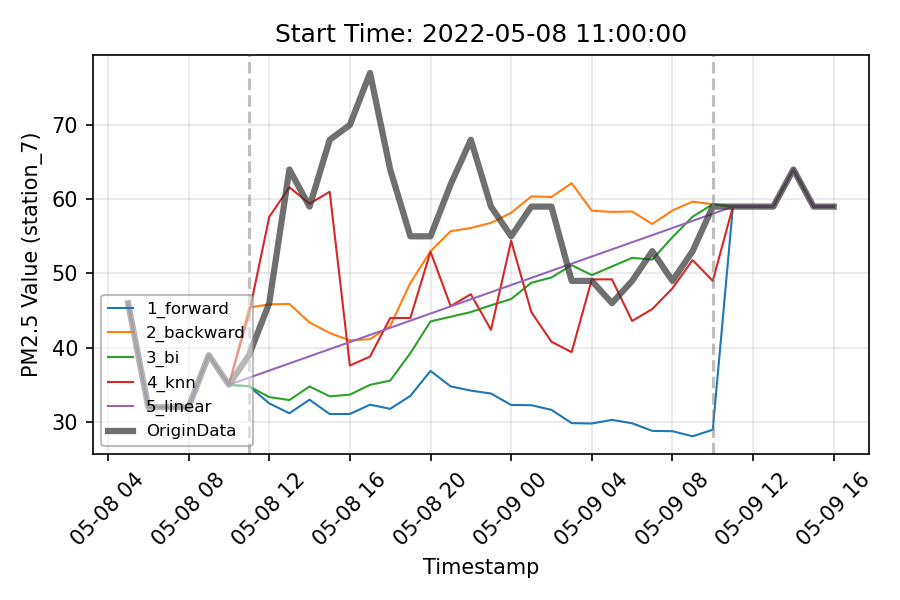 Start Time: 2022-05-08 11:00:00
PM2.5 Value (station_7)
70
60
50
40
30
1_forward
2_backward
3_bi
4_knn
5_linear
OriginData
05-08 04
05-08 08
05-08 12
05-08 16
05-08 20
05-09 00
05-09 04
05-09 08
05-09 12
05-09 16
Timestamp